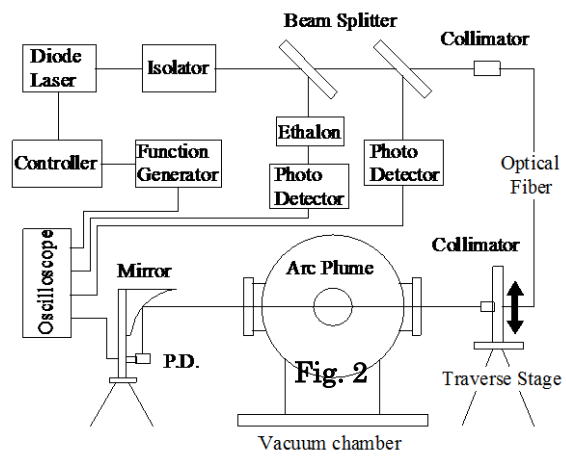 Beam Splitter
Collimator
Diode
Laser
Isolator
Ethalon
Controller
Function
Generator
Photo
Detector
Photo
Detector
Optical
Fiber
Oscilloscope
Mirror
Arc Plume
Collimator
P.D.
Fig. 2
Traverse Stage
Vacuum chamber